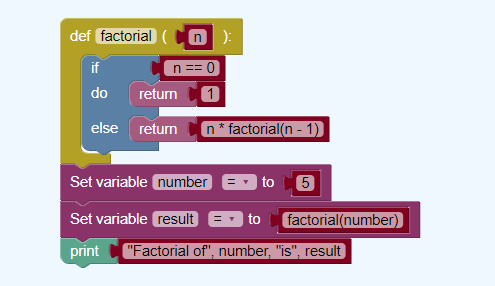 def factorial ( n ):
if n == 0
do return 1
else return n * factorial(n - 1)
Set variable number = to 5
Set variable result = to factorial(number)
print "Factorial of", number, "is", result